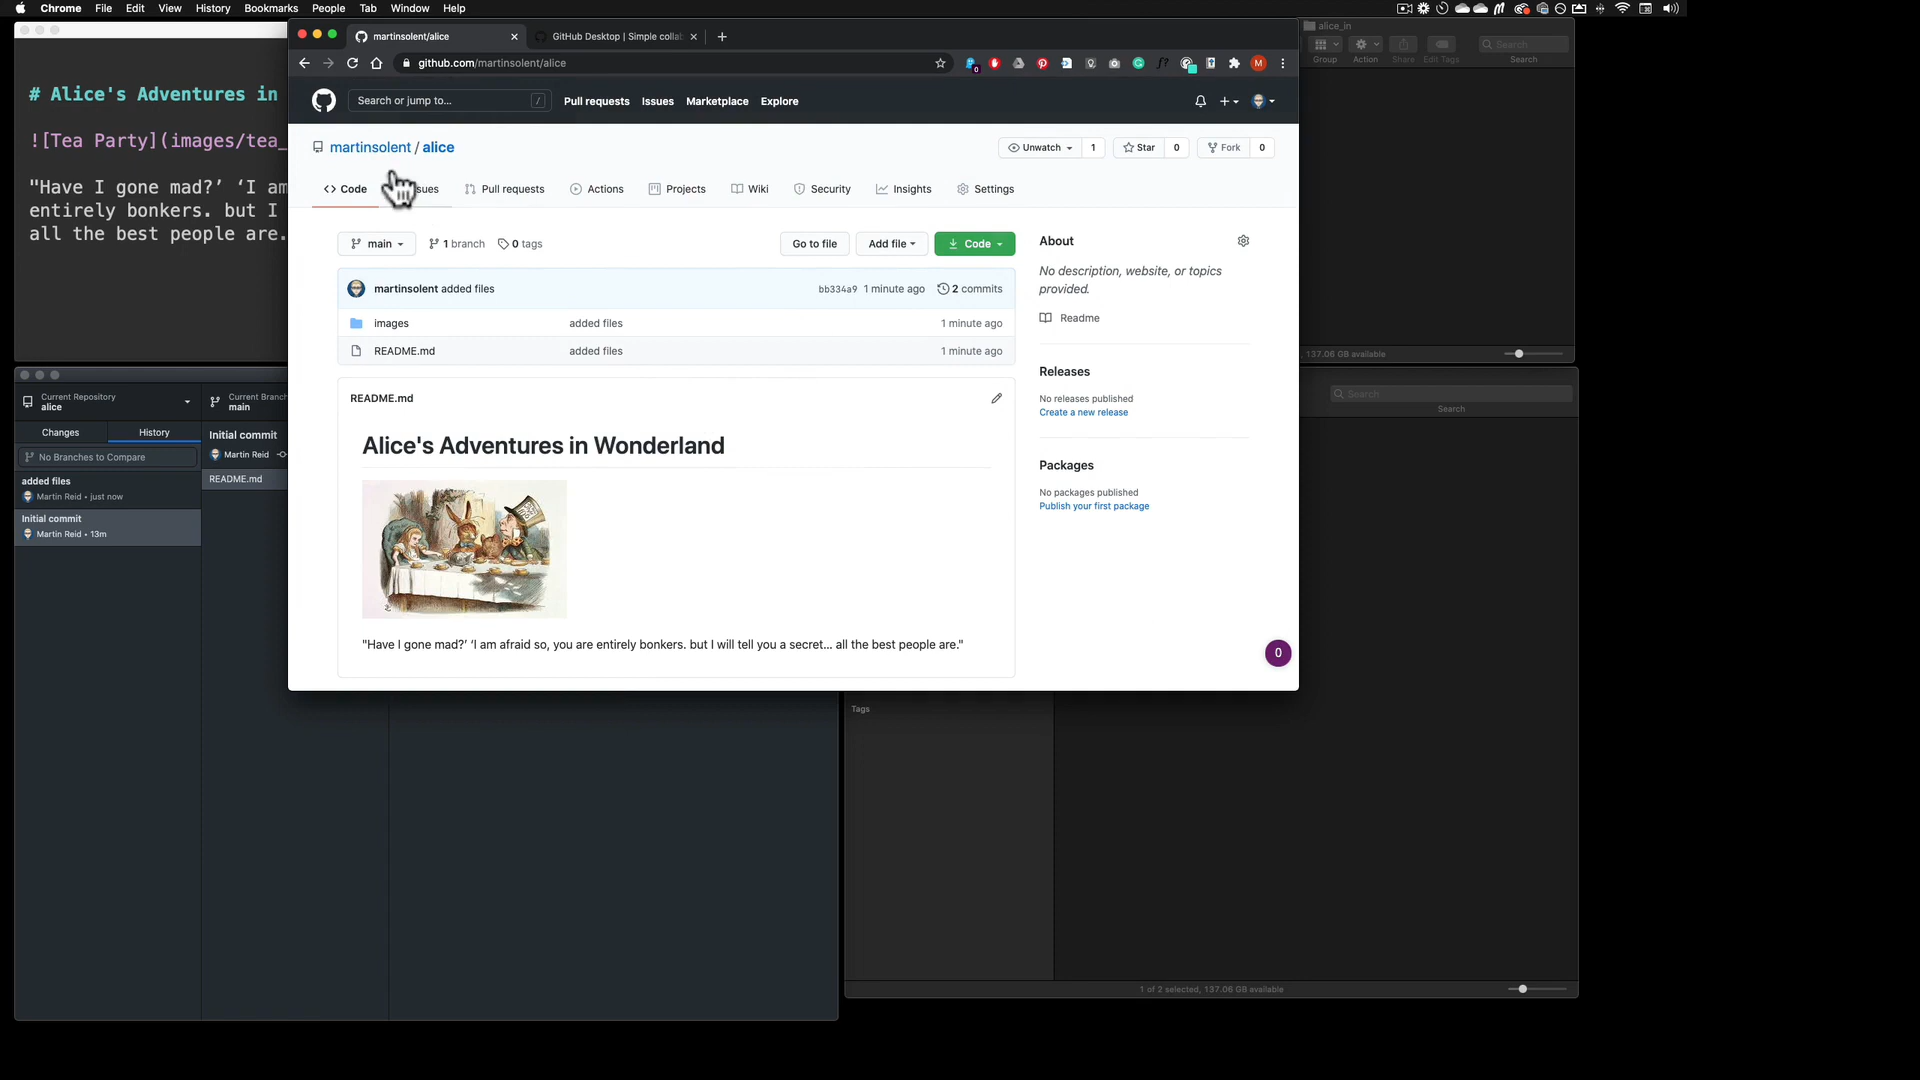 Chrome File Edit View History Bookmarks People Tab Window Help
# Alice's Adventures in
![Tea Party](images/tea_
"Have I gone mad?’ ‘I am
entirely bonkers. but I
all the best people are.
martinsolent/alice
GitHub Desktop | Simple collab
github.com/martinsolent/alice
Search or jump to... /
Pull requests Issues Marketplace Explore
martinsolent / alice
Unwatch 1 Star 0 Fork 0
Code sues Pull requests Actions Projects Wiki Security Insights Settings
main 1 branch 0 tags Go to file Add file Code
martinsolent added files bb334a9 1 minute ago 2 commits
images added files 1 minute ago
README.md added files 1 minute ago
README.md
Alice's Adventures in Wonderland
"Have I gone mad?’ ‘I am afraid so, you are entirely bonkers. but I will tell you a secret... all the best people are."
About
No description, website, or topics
provided.
Readme
Releases
No releases published
Create a new release
Packages
No packages published
Publish your first package
0
Current Repository
alice
Current Branch
main
Changes History
No Branches to Compare
added files
Martin Reid • just now
Initial commit
Martin Reid • 13m
Initial commit
Martin Reid
README.md
alice_in
Search
Group Action Share Edit Tags Search
137.06 GB available
Search
Search
Tags
1 of 2 selected, 137.06 GB available